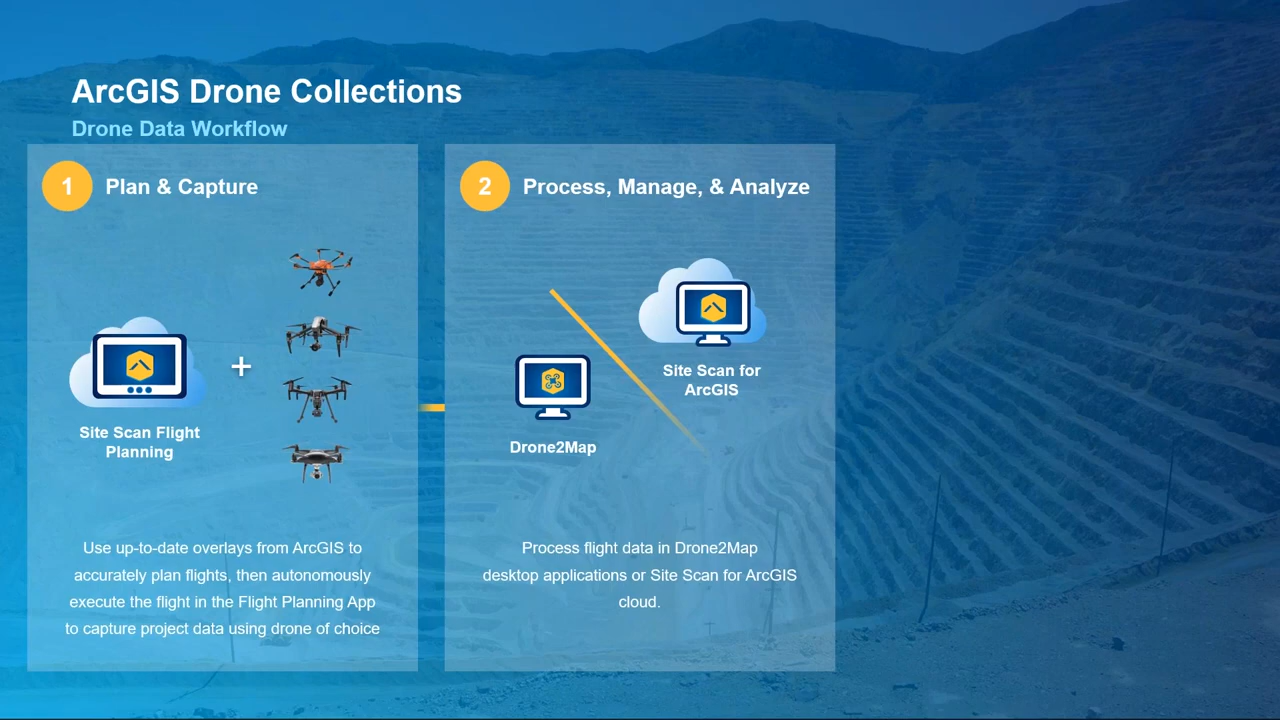 ArcGIS Drone Collections
Drone Data Workflow
1
Plan & Capture
+
Site Scan Flight
Planning
Use up-to-date overlays from ArcGIS to
accurately plan flights, then autonomously
execute the flight in the Flight Planning App
to capture project data using drone of choice
2
Process, Manage, & Analyze
Drone2Map
Site Scan for
ArcGIS
Process flight data in Drone2Map
desktop applications or Site Scan for ArcGIS
cloud.